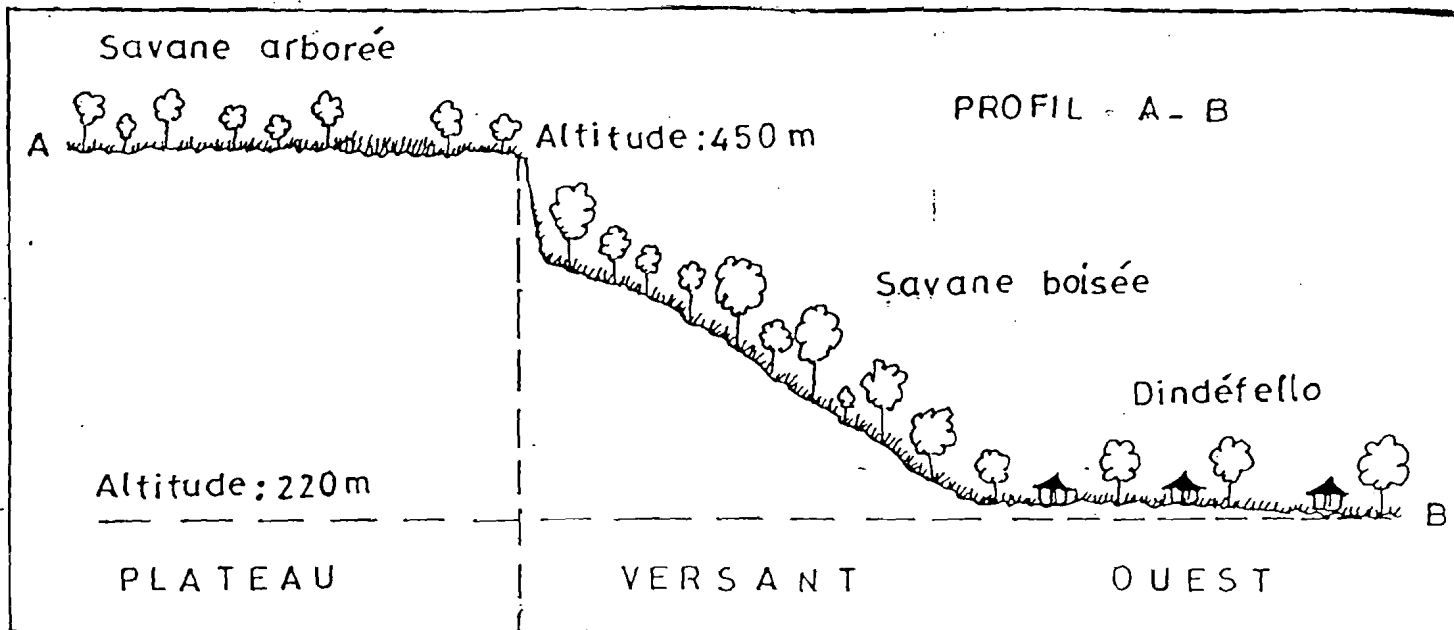 Savane arborée
PROFIL - A - B
A
Altitude: 450 m
Savane boisée
Dindéfello
Altitude: 220 m
B
PLATEAU
VERSANT OUEST